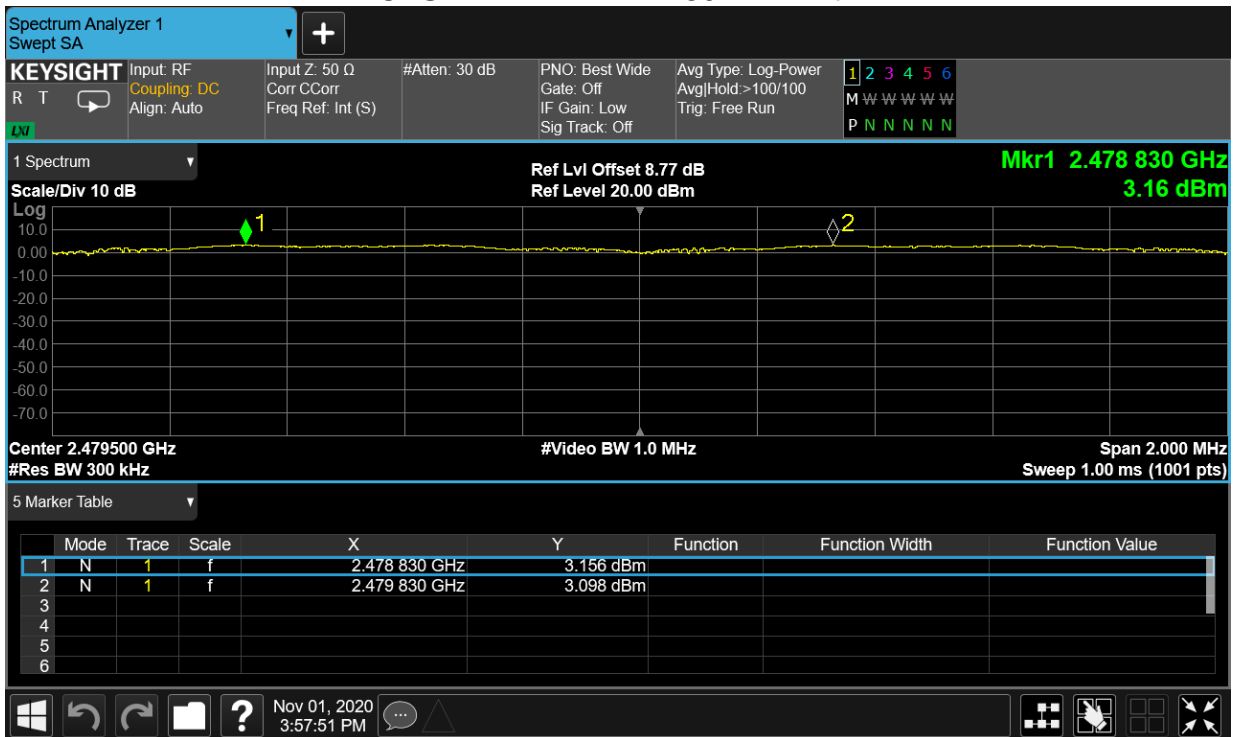 Spectrum Analyzer 1
Swept SA
+
KEYSIGHT Input: RF Input Z: 50 Ω #Atten: 30 dB PNO: Best Wide Avg Type: Log-Power 1 2 3 4 5 6
R T Coupling: DC Corr CCorr Gate: Off Avg|Hold:>100/100 M W W W W W
Align: Auto Freq Ref: Int (S) IF Gain: Low Trig: Free Run
LXI Sig Track: Off P N N N N N
1 Spectrum Ref Lvl Offset 8.77 dB Mkr1 2.478 830 GHz
Scale/Div 10 dB Ref Level 20.00 dBm 3.16 dBm
Log
10.0 1 2
0.00
-10.0
-20.0
-30.0
-40.0
-50.0
-60.0
-70.0
Center 2.479500 GHz #Video BW 1.0 MHz Span 2.000 MHz
#Res BW 300 kHz Sweep 1.00 ms (1001 pts)
5 Marker Table
Mode Trace Scale X Y Function Function Width Function Value
1 N 1 f 2.478 830 GHz 3.156 dBm
2 N 1 f 2.479 830 GHz 3.098 dBm
3
4
5
6
? Nov 01, 2020
3:57:51 PM